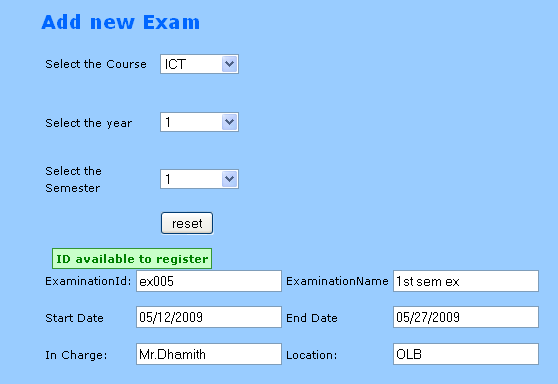 Add new Exam
Select the Course ICT
Select the year 1
Select the
Semester 1
reset
ID available to register
ExaminationId: ex005 ExaminationName 1st sem ex
Start Date 05/12/2009 End Date 05/27/2009
In Charge: Mr.Dhamith Location: OLB